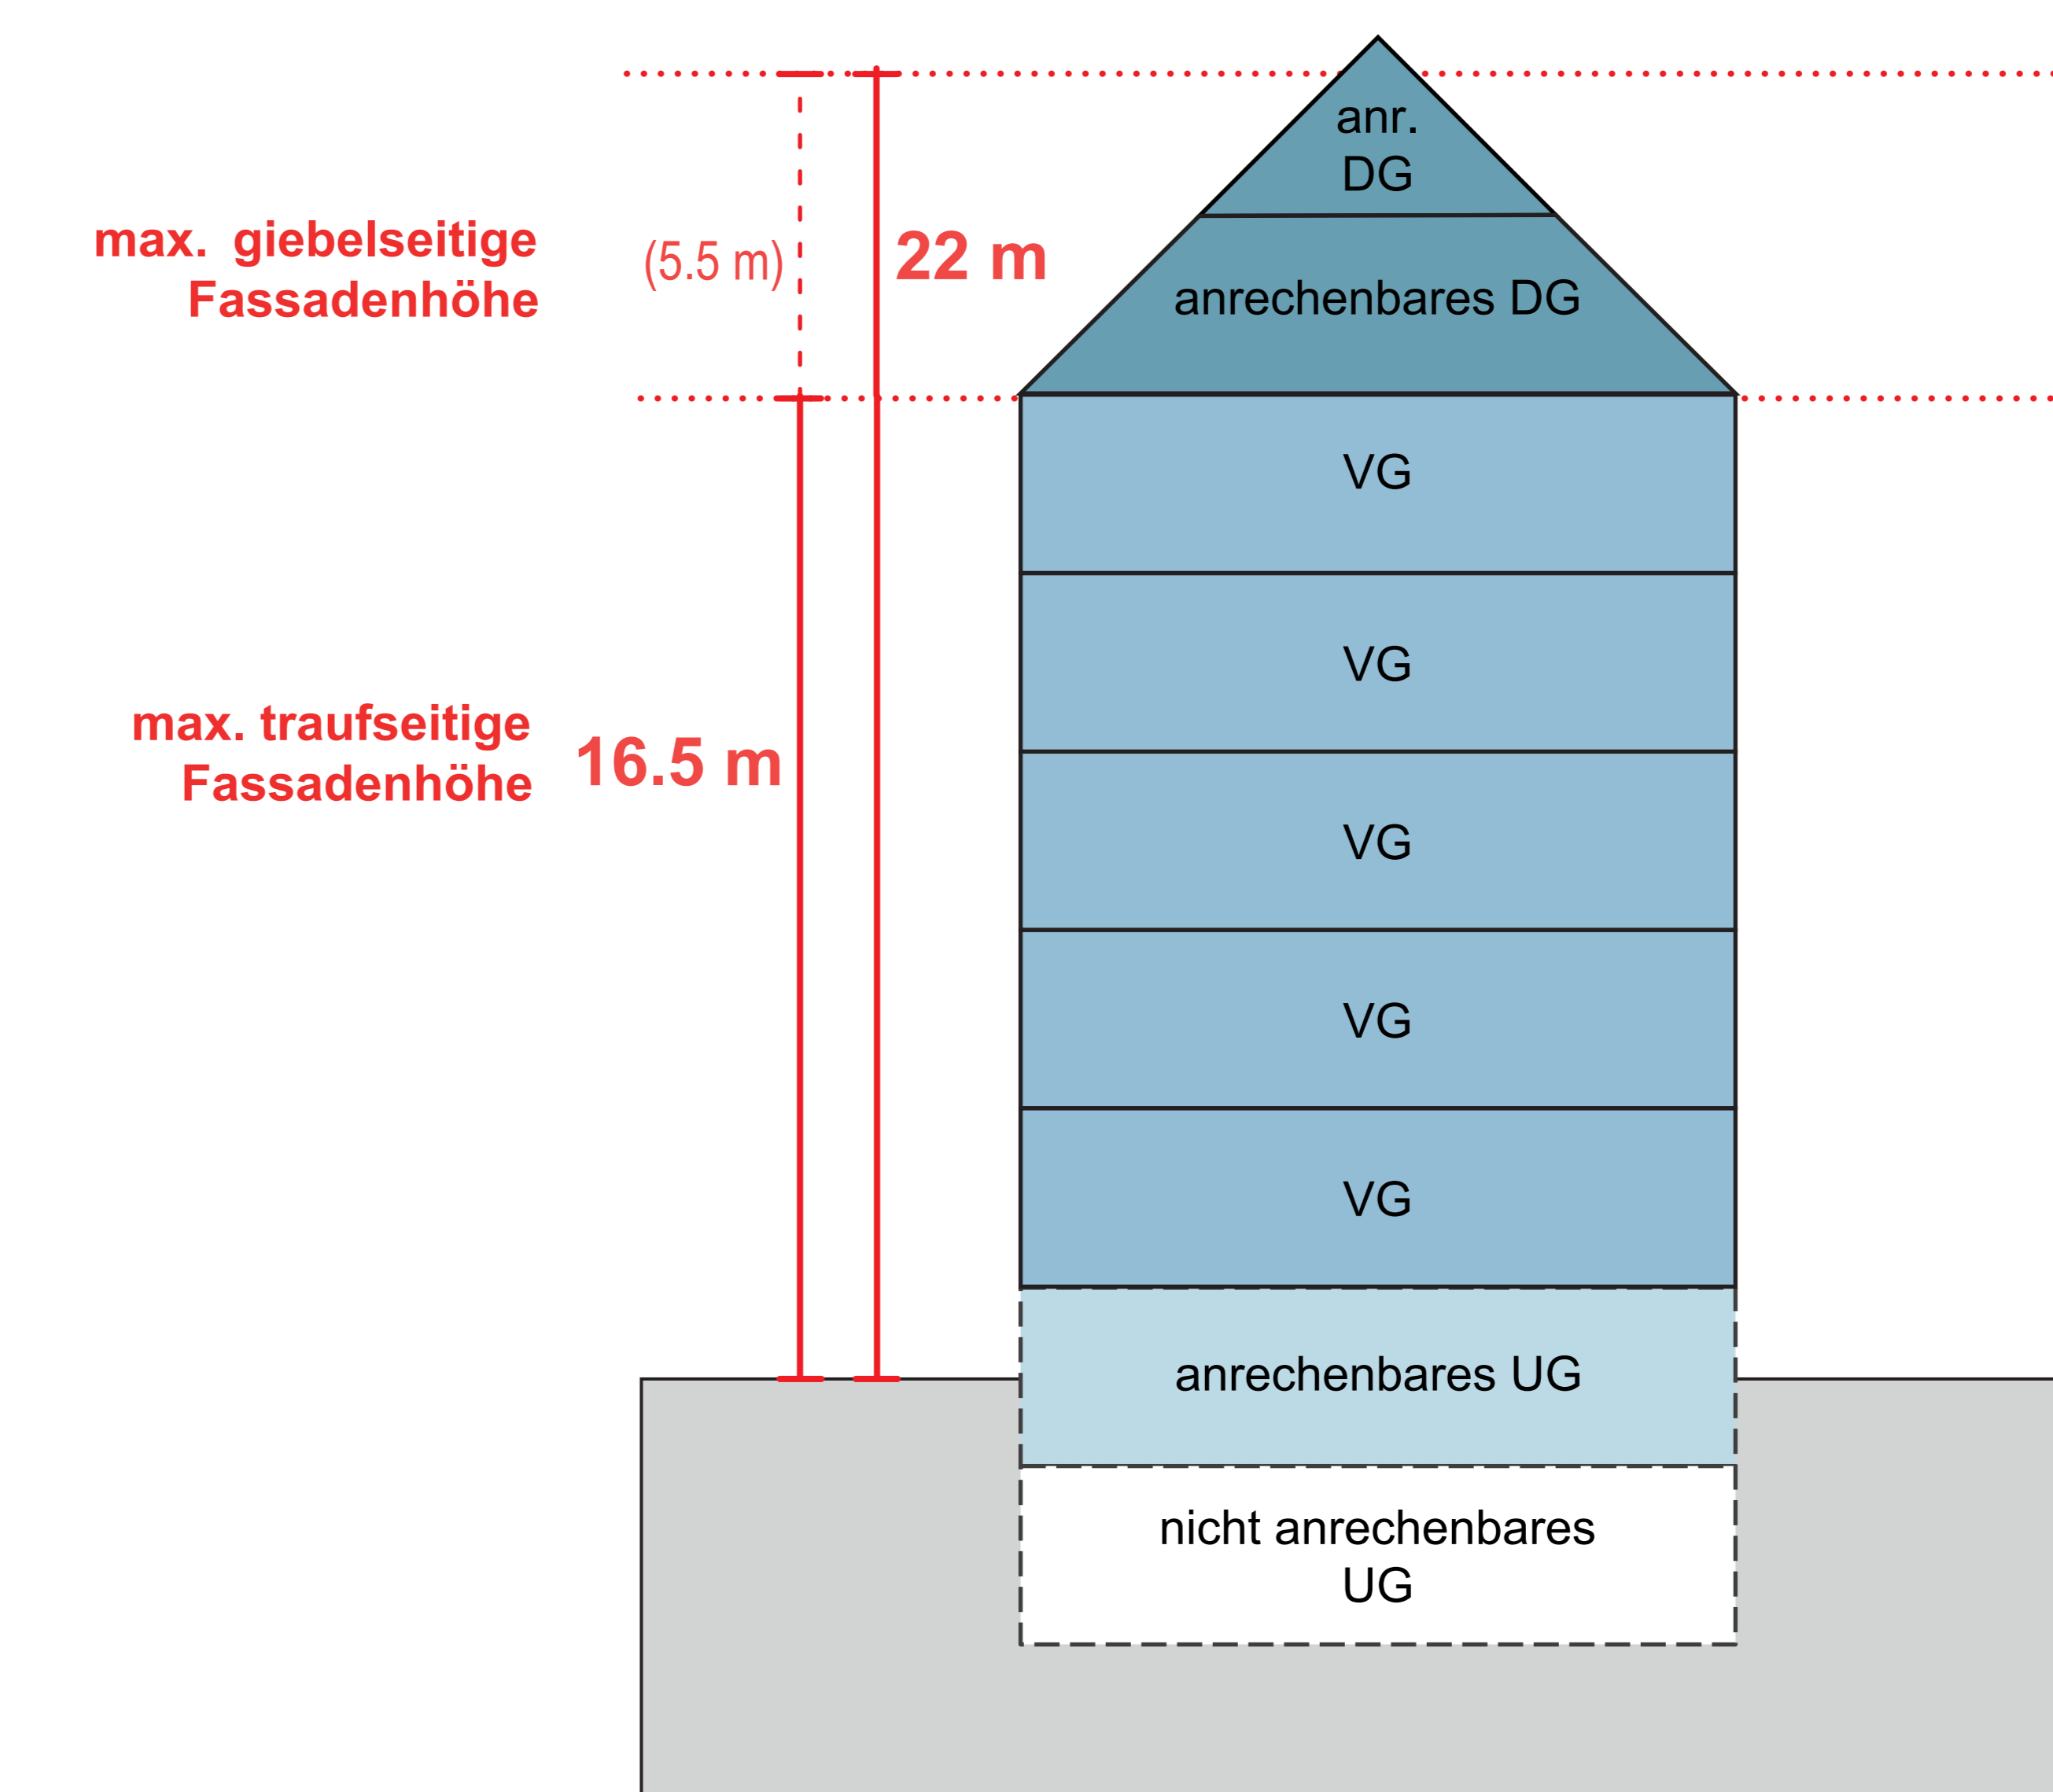 anr.
DG
max. giebelseitige
Fassadenhöhe
(5.5 m)
22 m
anrechenbares DG
VG
VG
max. traufseitige
Fassadenhöhe
16.5 m
VG
VG
VG
anrechenbares UG
nicht anrechenbares
UG